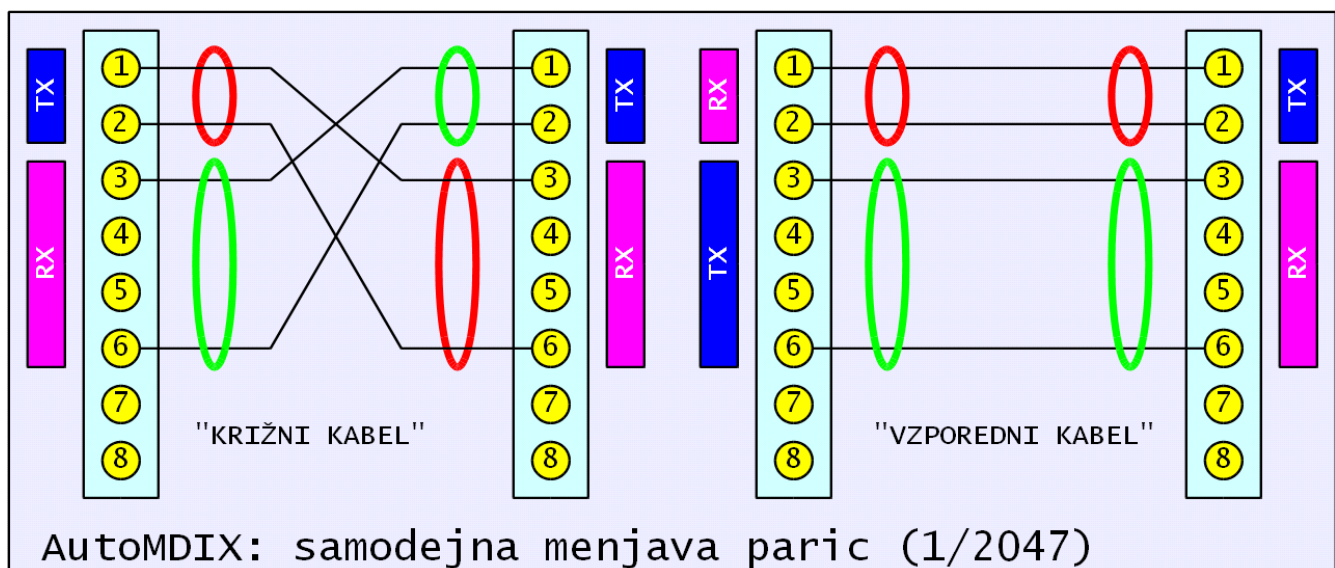 TX
RX
1
2
3
4
5
6
7
8
1
2
3
4
5
6
7
8
TX
RX
"KRIŽNI KABEL"
RX
TX
1
2
3
4
5
6
7
8
1
2
3
4
5
6
7
8
TX
RX
"VZPOREDNI KABEL"
AutoMDIX: samodejna menjava paric (1/2047)